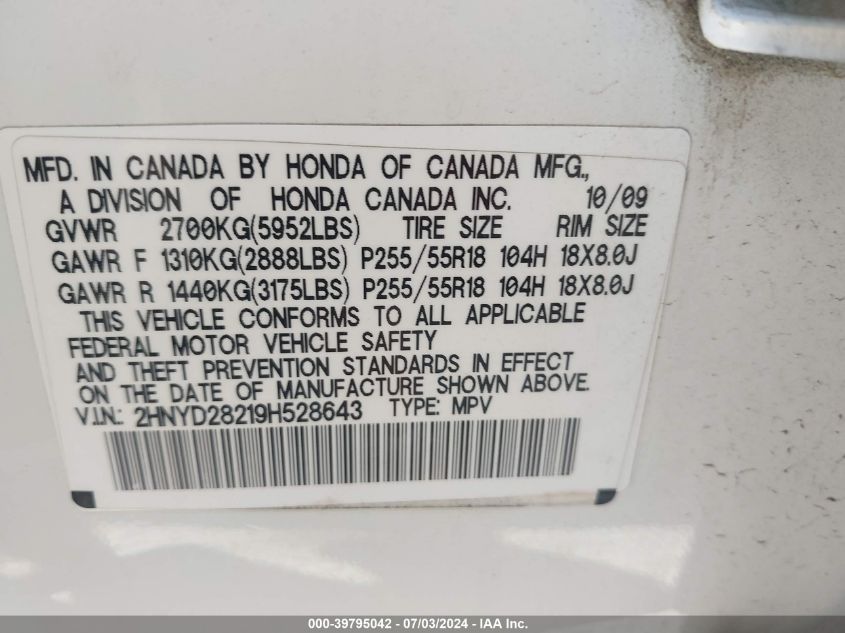 MFD. IN CANADA BY HONDA OF CANADA MFG.,
A DIVISION OF HONDA CANADA INC. 10/09
GVWR 2700KG(5952LBS) TIRE SIZE RIM SIZE
GAWR F 1310KG(2888LBS) P255/55R18 104H 18X8.0J
GAWR R 1440KG(3175LBS) P255/55R18 104H 18X8.0J
THIS VEHICLE CONFORMS TO ALL APPLICABLE
FEDERAL MOTOR VEHICLE SAFETY
AND THEFT PREVENTION STANDARDS IN EFFECT
ON THE DATE OF MANUFACTURE SHOWN ABOVE.
V.I.N.: 2HNYD28219H528643 TYPE: MPV
000-39795042 - 07/03/2024 - IAA Inc.